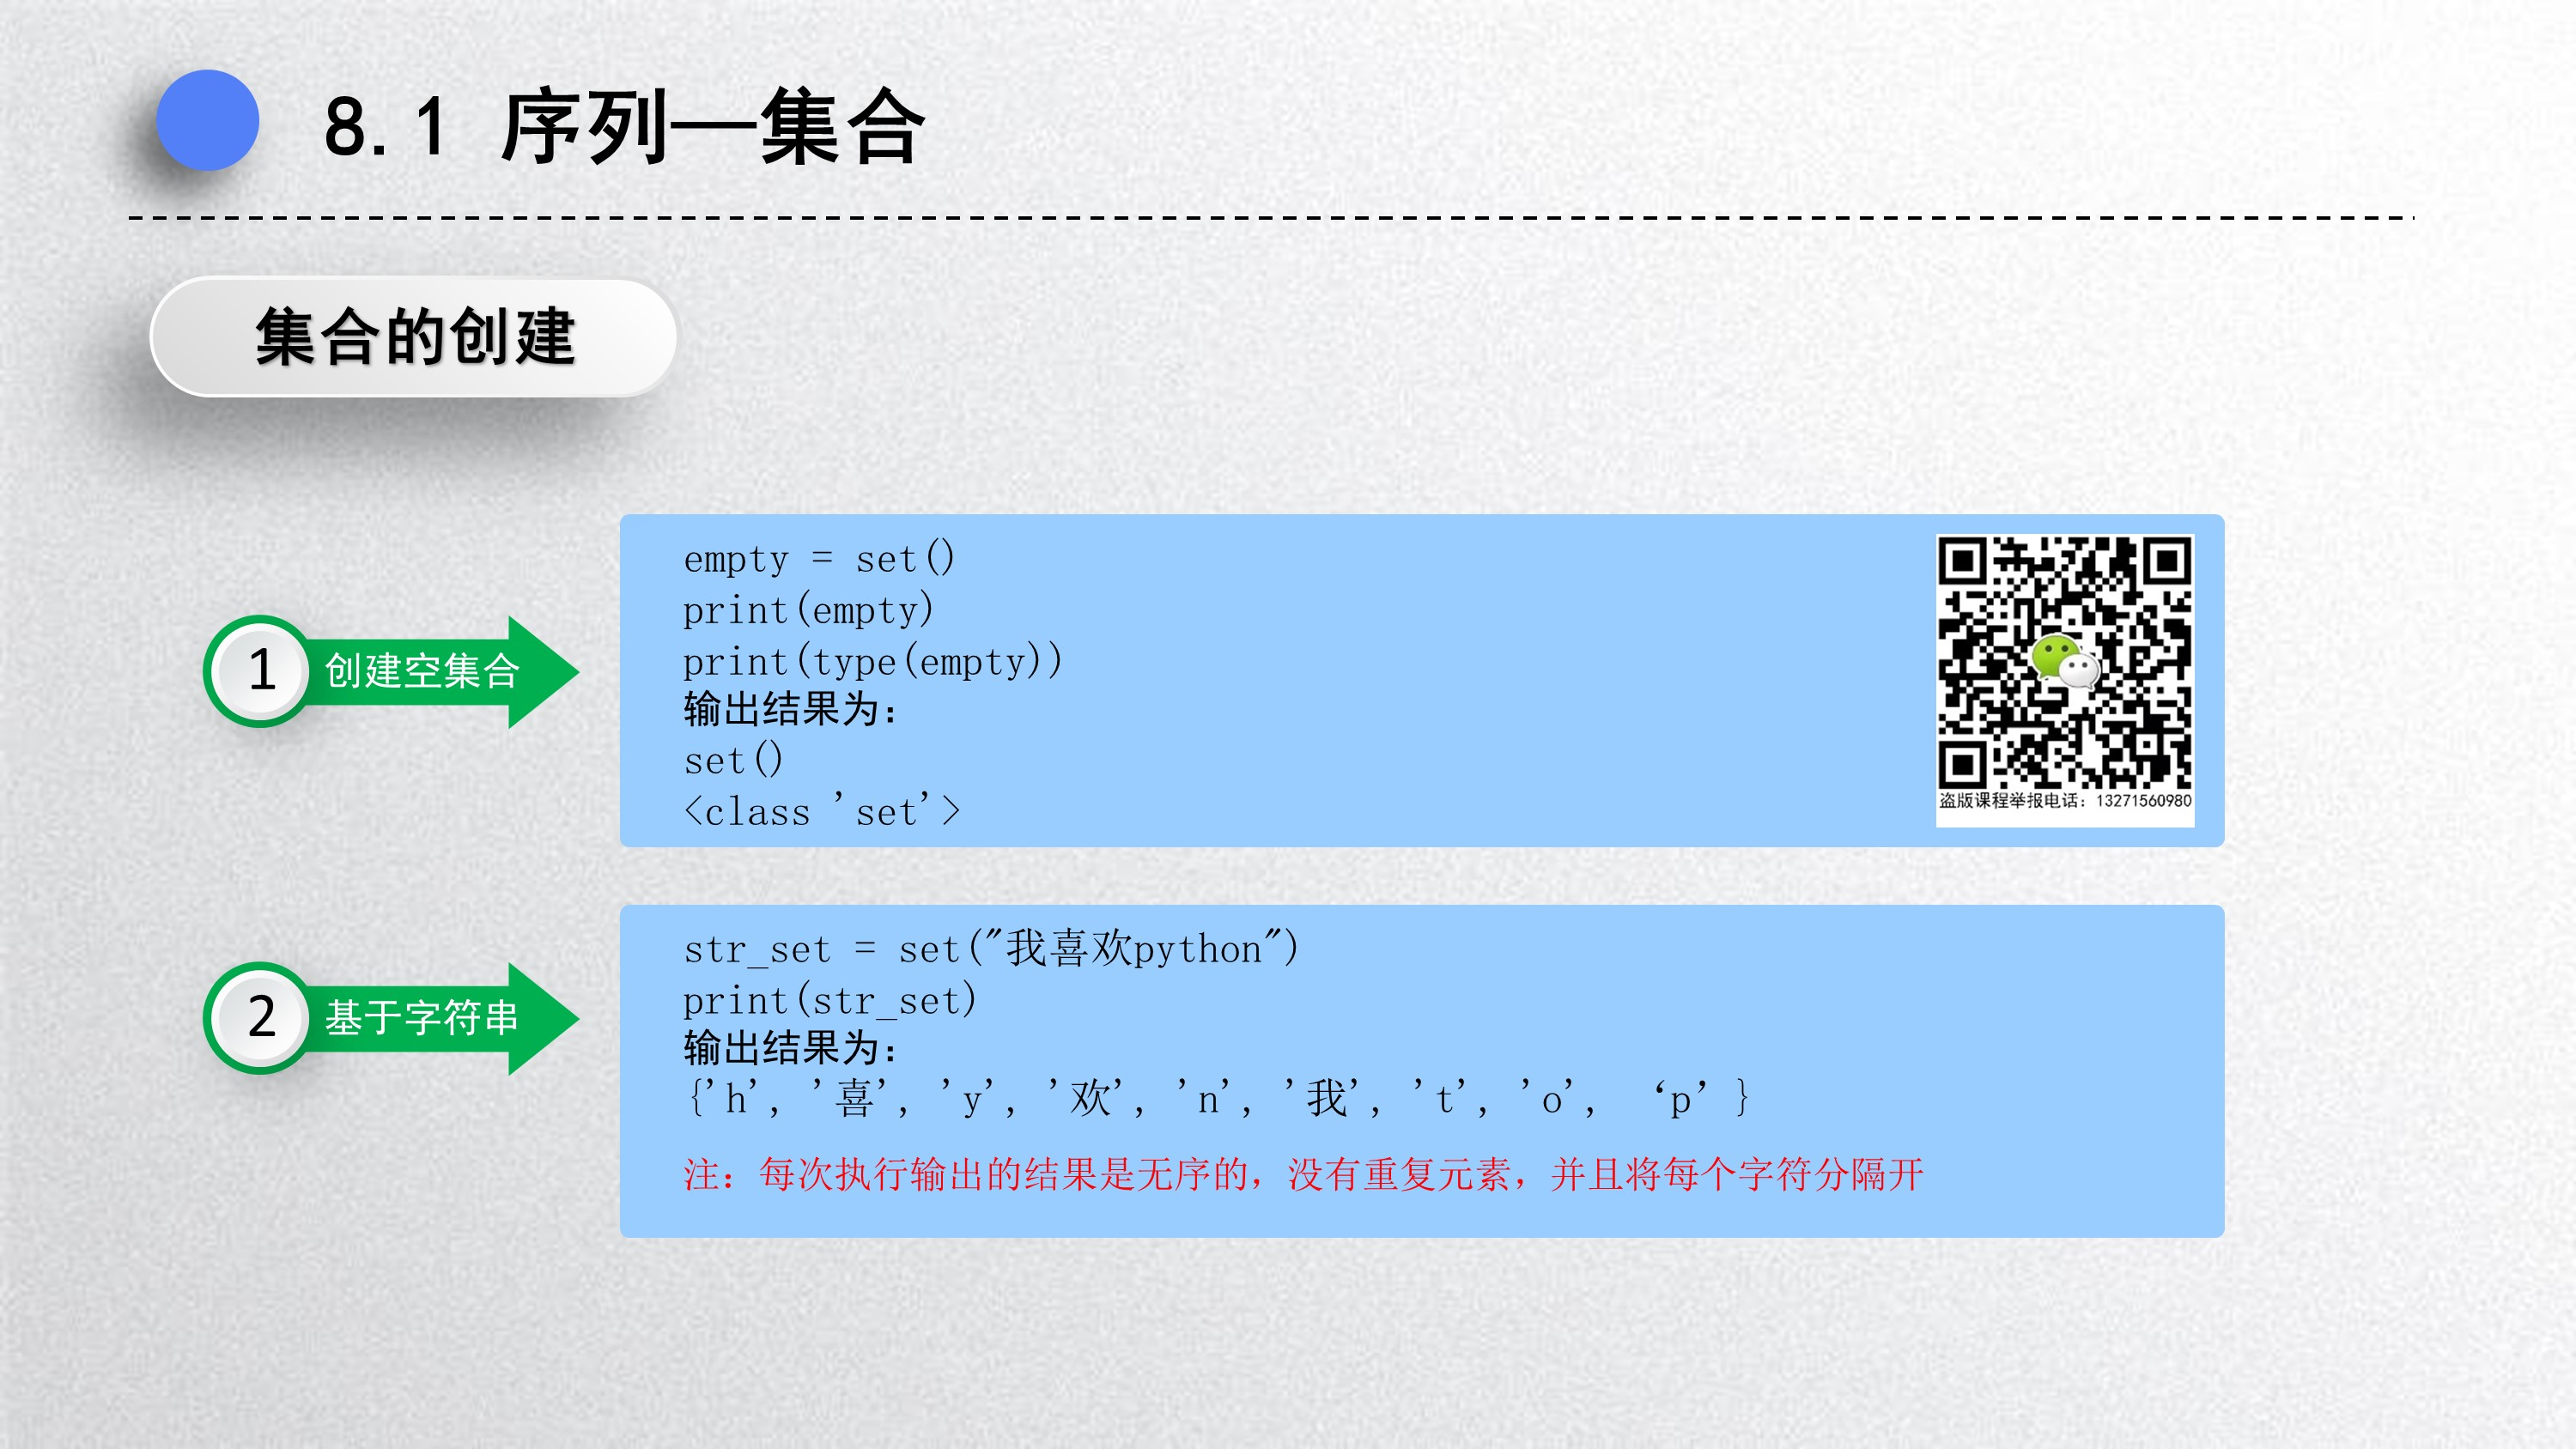 8.1 序列—集合
集合的创建
1 创建空集合
empty = set()
print(empty)
print(type(empty))
输出结果为：
set()
<class 'set'>
盗版课程举报电话：13271560980
2 基于字符串
str_set = set("我喜欢python")
print(str_set)
输出结果为：
{'h', '喜', 'y', '欢', 'n', '我', 't', 'o', ‘p’}
注：每次执行输出的结果是无序的，没有重复元素，并且将每个字符分隔开